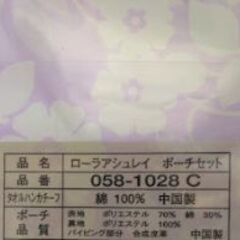 品名 ローラアシュレイ ポーチセット
品番 058-1028 C
タオルハンカチーフ 綿 100% 中国製
ポーチ 品質 表地 ポリエステル 70% 綿 30%
裏地 ポリエステル 100% 中国製
パイピング部分 合成皮革